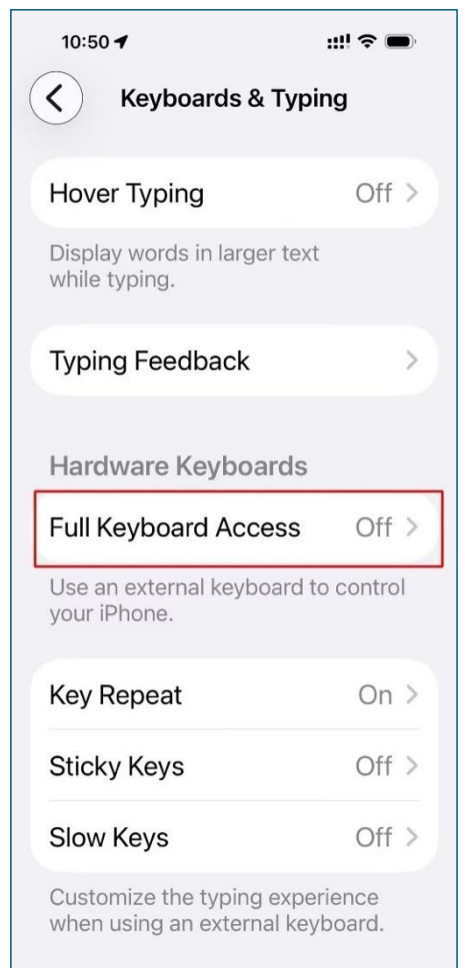 10:50
Keyboards & Typing
Hover Typing Off
Display words in larger text
while typing.
Typing Feedback
Hardware Keyboards
Full Keyboard Access Off
Use an external keyboard to control
your iPhone.
Key Repeat On
Sticky Keys Off
Slow Keys Off
Customize the typing experience
when using an external keyboard.